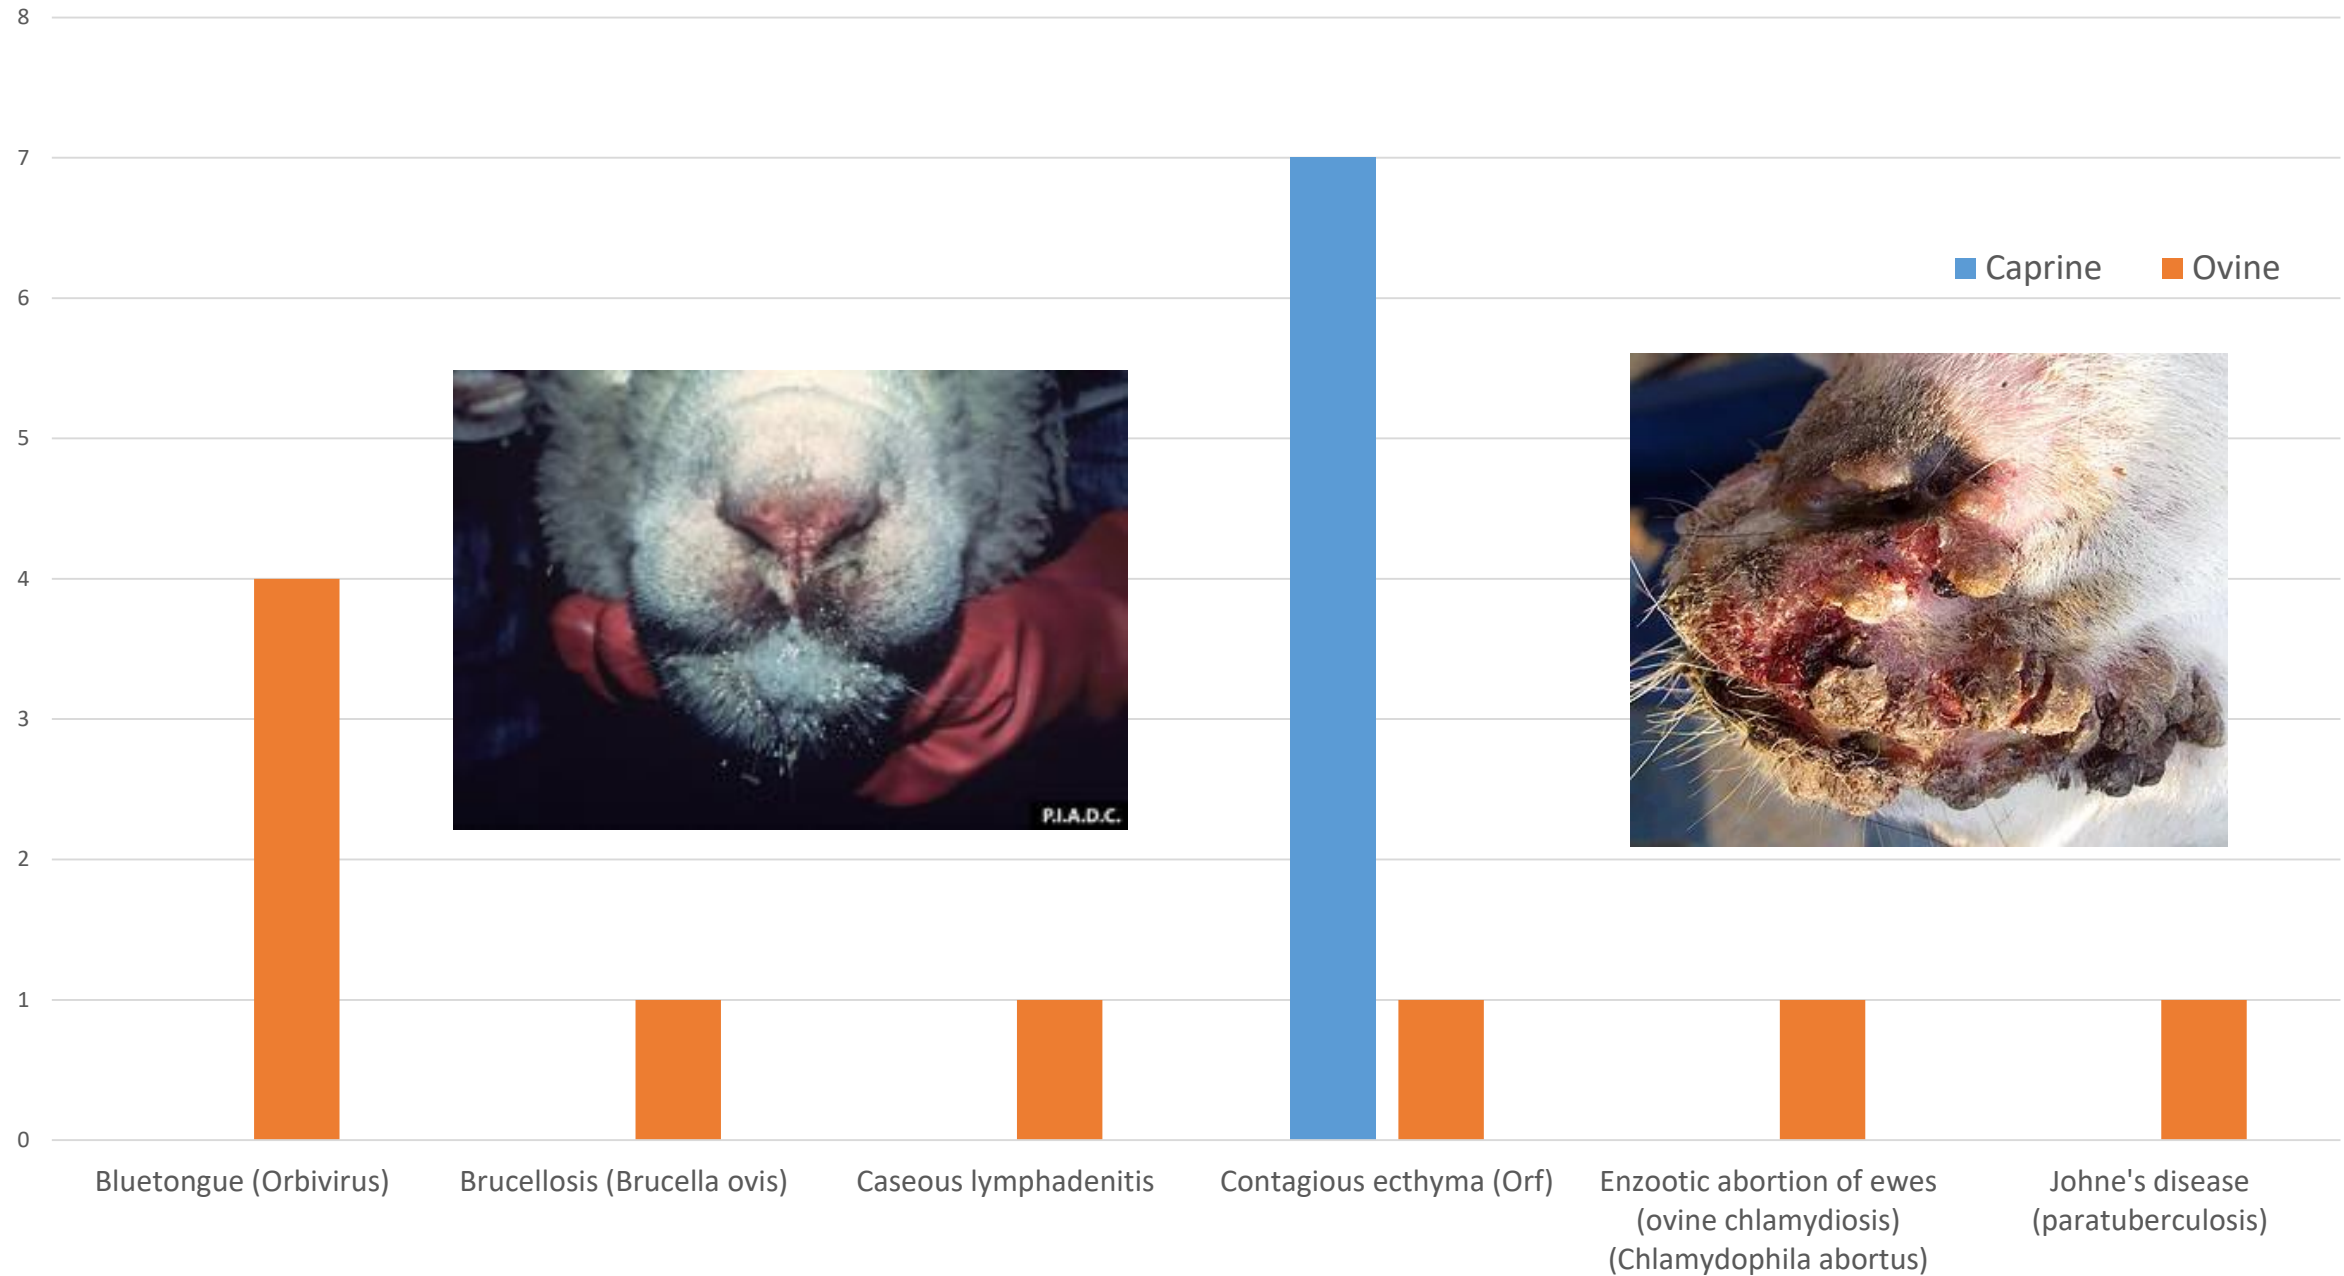 8
7
6
5
4
3
2
1
0
Caprine
Ovine
P.I.A.D.C.
Bluetongue (Orbivirus)
Brucellosis (Brucella ovis)
Caseous lymphadenitis
Contagious ecthyma (Orf)
Enzootic abortion of ewes
(ovine chlamydiosis)
(Chlamydophila abortus)
Johne's disease
(paratuberculosis)